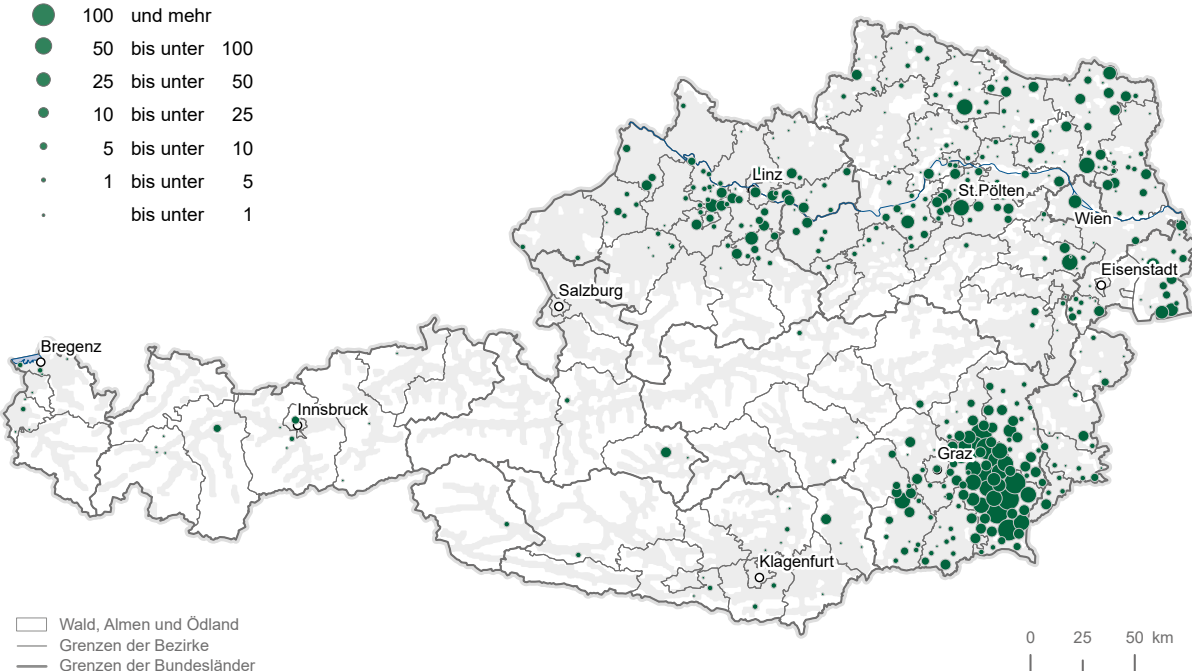 100 und mehr
50 bis unter 100
25 bis unter 50
10 bis unter 25
5 bis unter 10
1 bis unter 5
bis unter 1
Linz
St.Pölten
Wien
Eisenstadt
Salzburg
Bregenz
Innsbruck
Graz
Klagenfurt
Wald, Almen und Ödland
Grenzen der Bezirke
Grenzen der Bundesländer
0 25 50 km